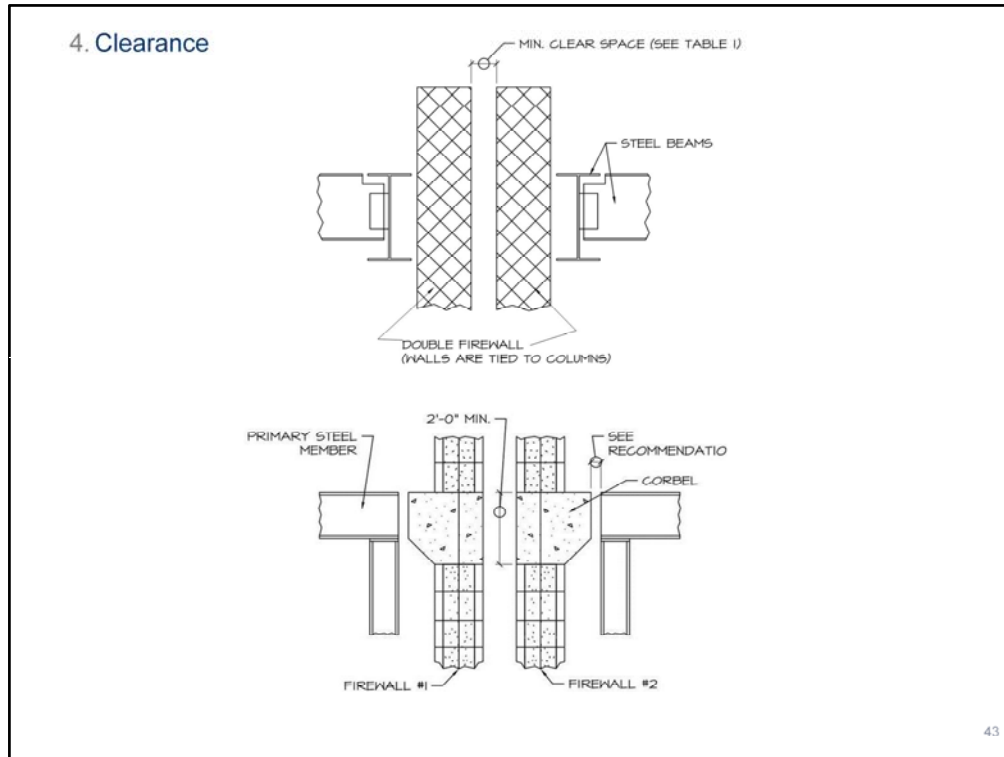 4. Clearance
MIN. CLEAR SPACE (SEE TABLE 1)
STEEL BEAMS
DOUBLE FIREWALL
(WALLS ARE TIED TO COLUMNS)
2'-0" MIN.
PRIMARY STEEL
MEMBER
SEE
RECOMMENDATIO
CORBEL
FIREWALL #1
FIREWALL #2
43